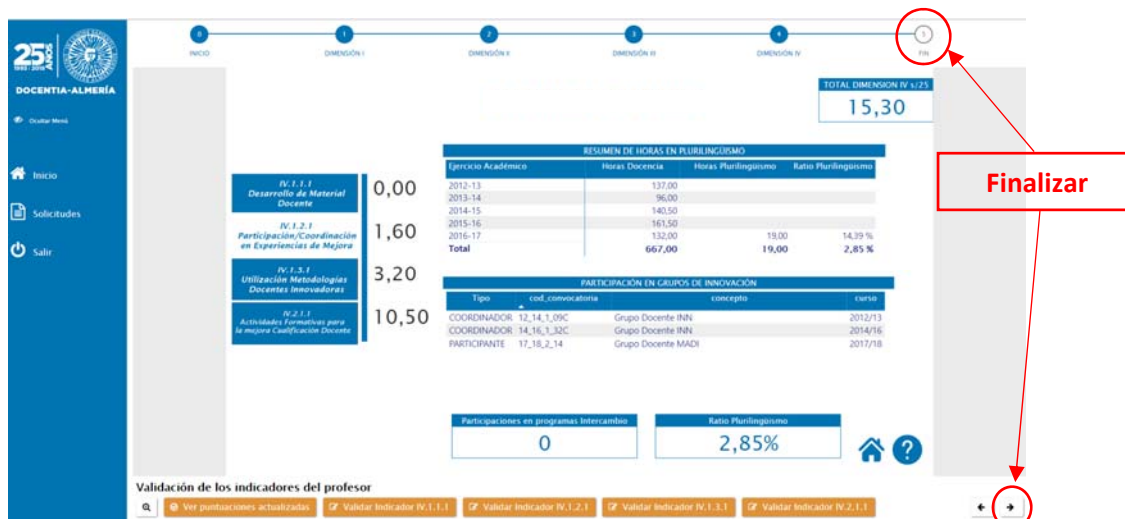 0
1
2
3
4
5
INICIO
DIMENSIÓN I
DIMENSIÓN II
DIMENSIÓN III
DIMENSIÓN IV
FIN
25 AÑOS
DOCENTIA-ALMERÍA
Ocultar Menú
Inicio
Solicitudes
Salir
TOTAL DIMENSION IV s/25
15,30
IV.1.1.1
Desarrollo de Material
Docente
0,00
IV.1.2.1
Participación/Coordinación
en Experiencias de Mejora
1,60
IV.1.3.1
Utilización Metodologías
Docentes Innovadoras
3,20
IV.2.1.1
Actividades Formativas para
la mejora Cualificación Docente
10,50
RESUMEN DE HORAS EN PLURILINGÜISMO
Ejercicio Académico Horas Docencia Horas Plurilingüismo Ratio Plurilingüismo
2012-13 137,00
2013-14 96,00
2014-15 140,50
2015-16 161,50
2016-17 132,00 19,00 14,39 %
Total 667,00 19,00 2,85 %
PARTICIPACIÓN EN GRUPOS DE INNOVACIÓN
Tipo cod_convocatoria concepto curso
COORDINADOR 12_14_1_09C Grupo Docente INN 2012/13
COORDINADOR 14_16_1_32C Grupo Docente INN 2014/16
PARTICIPANTE 17_18_2_14 Grupo Docente MADI 2017/18
Participaciones en programas Intercambio
0
Ratio Plurilingüismo
2,85%
?
Finalizar
Validación de los indicadores del profesor
Ver puntuaciones actualizadas Validar Indicador IV.1.1.1 Validar Indicador IV.1.2.1 Validar Indicador IV.1.3.1 Validar Indicador IV.2.1.1